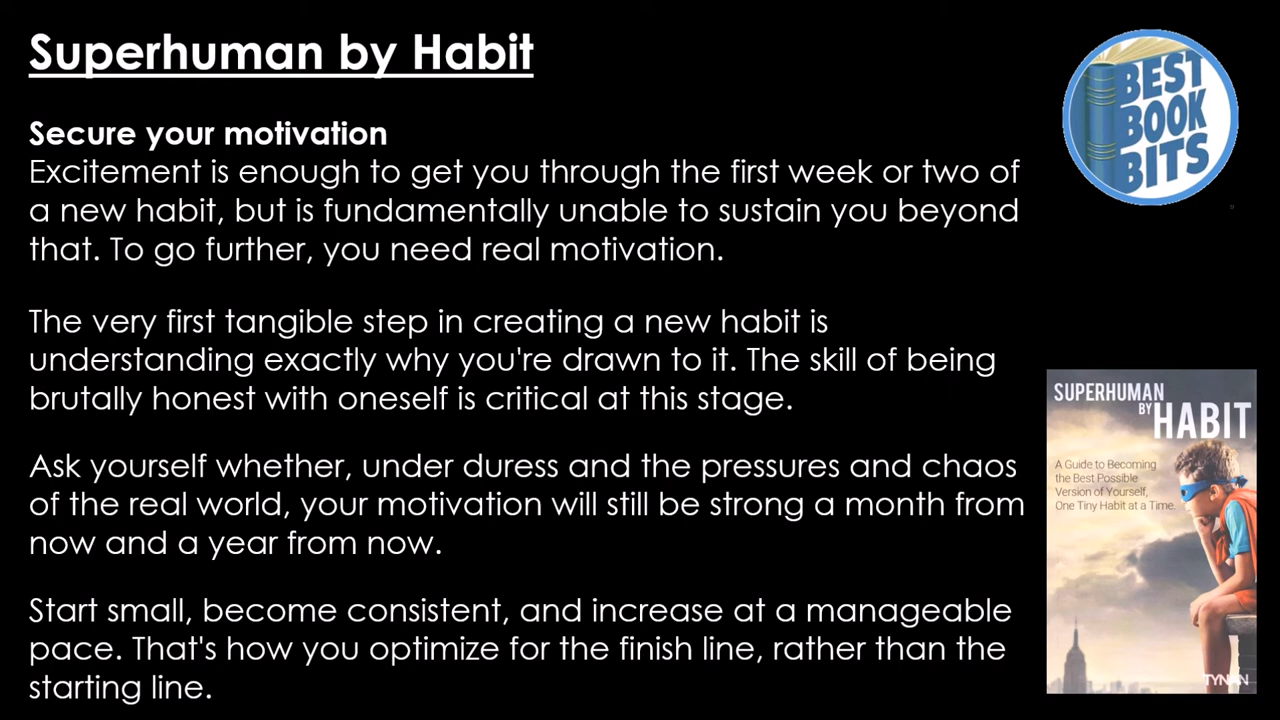 Superhuman by Habit
Secure your motivation
Excitement is enough to get you through the first week or two of
a new habit, but is fundamentally unable to sustain you beyond
that. To go further, you need real motivation.
The very first tangible step in creating a new habit is
understanding exactly why you're drawn to it. The skill of being
brutally honest with oneself is critical at this stage.
Ask yourself whether, under duress and the pressures and chaos
of the real world, your motivation will still be strong a month from
now and a year from now.
Start small, become consistent, and increase at a manageable
pace. That's how you optimize for the finish line, rather than the
starting line.
BEST
BOOK
BITS
SUPERHUMAN
BY HABIT
A Guide to Becoming
the Best Possible
Version of Yourself,
One Tiny Habit at a Time.
TYNAN